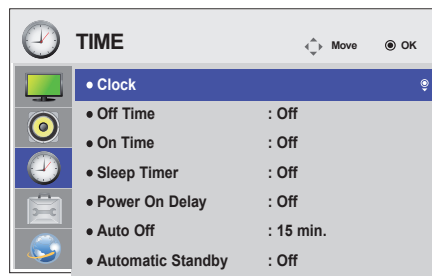 TIME
Move
OK
• Clock
• Off Time : Off
• On Time : Off
• Sleep Timer : Off
• Power On Delay : Off
• Auto Off : 15 min.
• Automatic Standby : Off